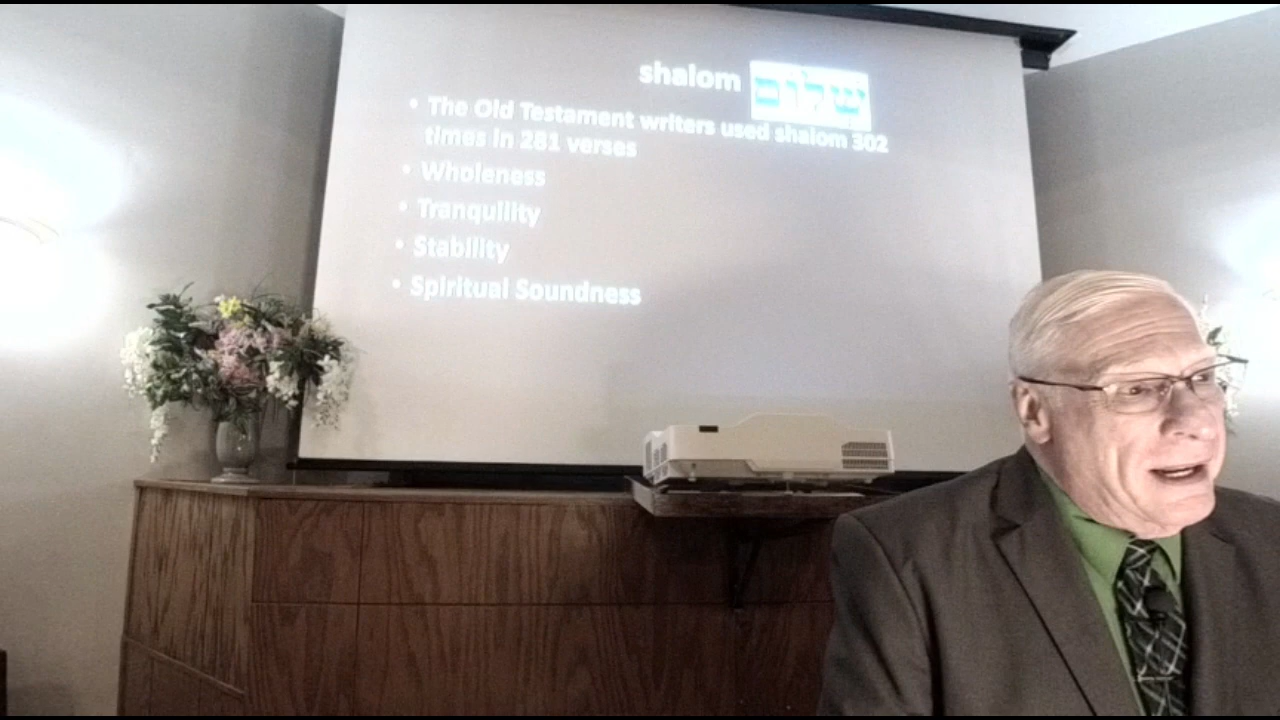 shalom שלום
• The Old Testament writers used shalom 302
times in 281 verses
• Wholeness
• Tranquility
• Stability
• Spiritual Soundness